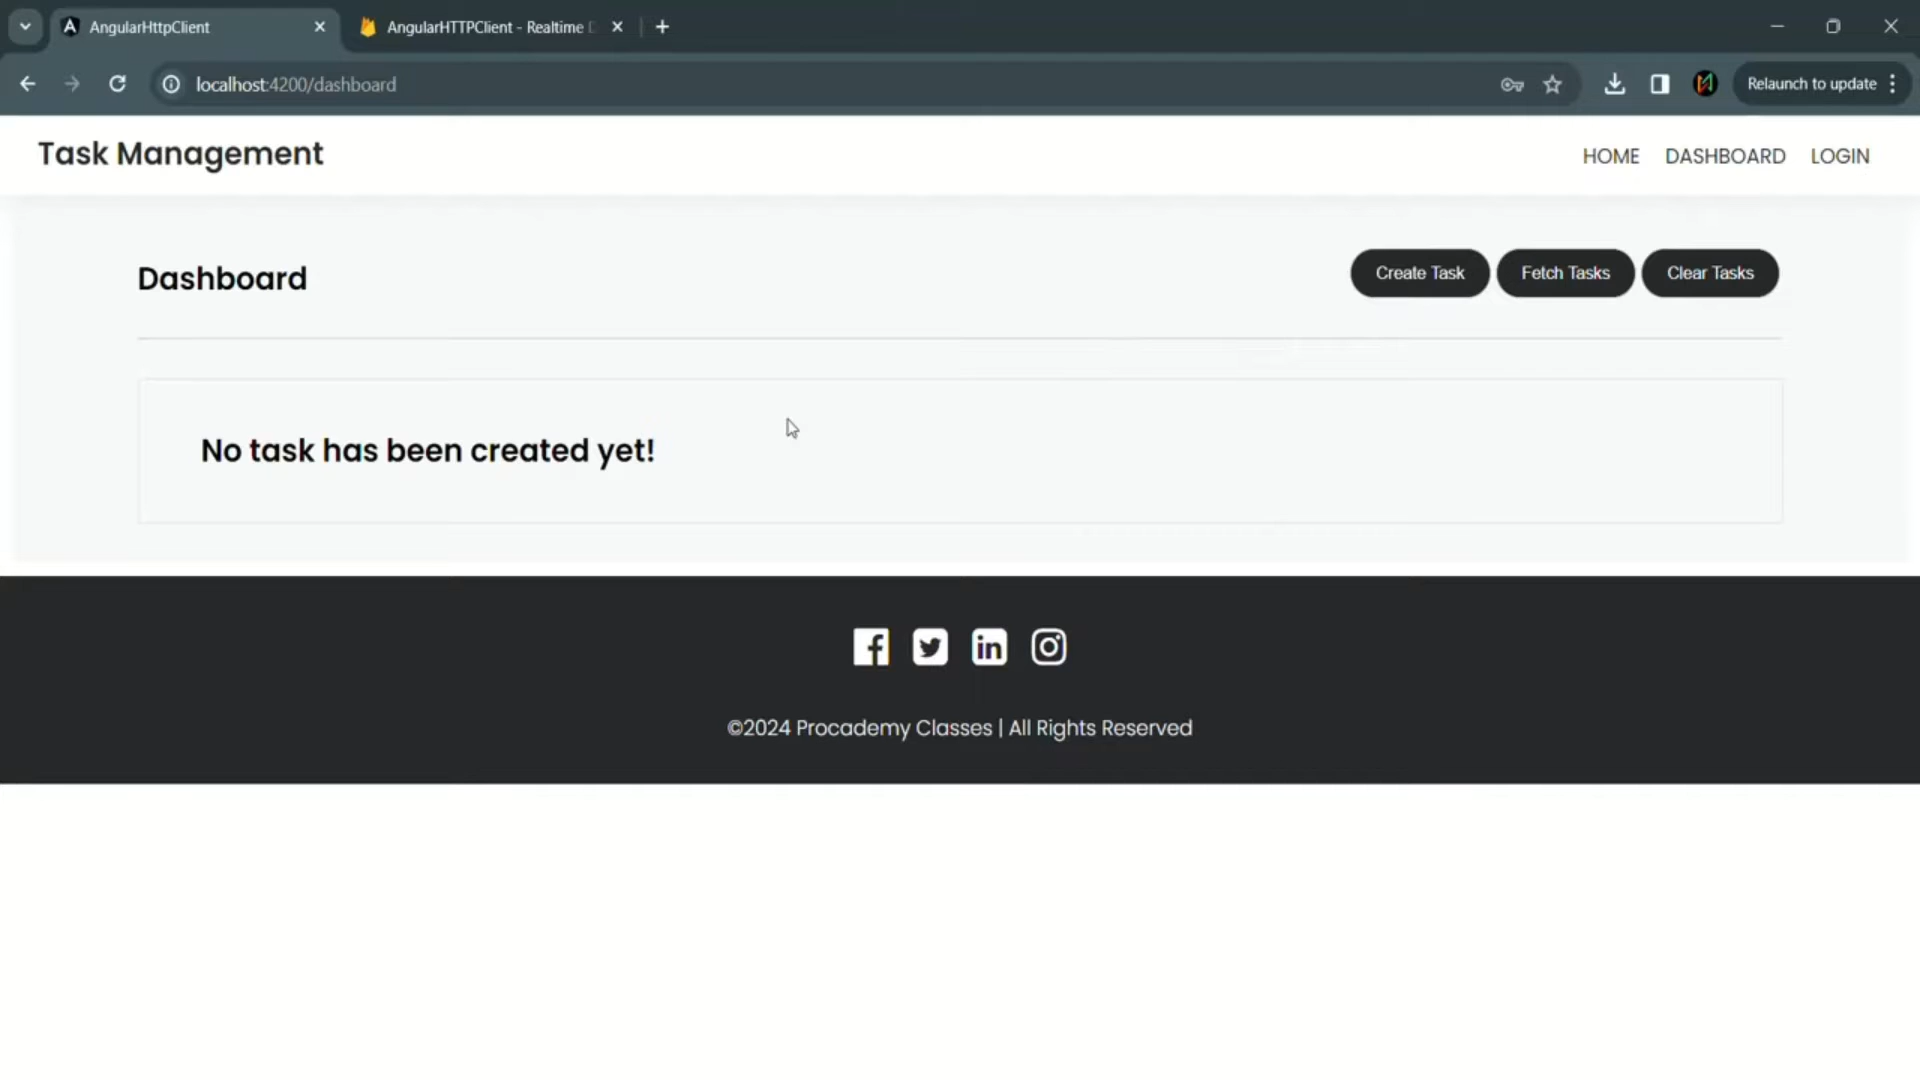 AngularHttpClient
AngularHTTPClient - Realtime
localhost:4200/dashboard
Relaunch to update
Task Management
HOME DASHBOARD LOGIN
Dashboard
Create Task Fetch Tasks Clear Tasks
No task has been created yet!
©2024 Procademy Classes | All Rights Reserved